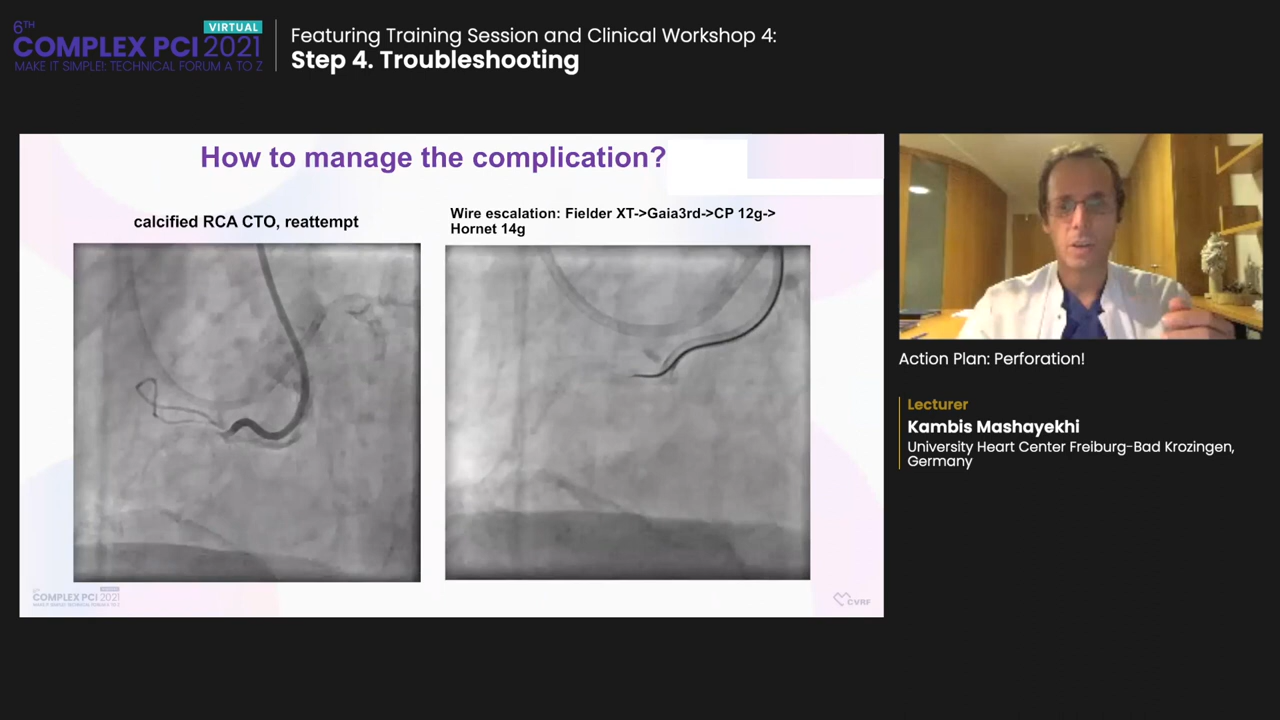 6TH
VIRTUAL
COMPLEX PCI 2021
MAKE IT SIMPLE!: TECHNICAL FORUM A TO Z
Featuring Training Session and Clinical Workshop 4:
Step 4. Troubleshooting
How to manage the complication?
calcified RCA CTO, reattempt
Wire escalation: Fielder XT->Gaia3rd->CP 12g->
Hornet 14g
COMPLEX PCI 2021
CVRF
Action Plan: Perforation!
Lecturer
Kambis Mashayekhi
University Heart Center Freiburg-Bad Krozingen,
Germany